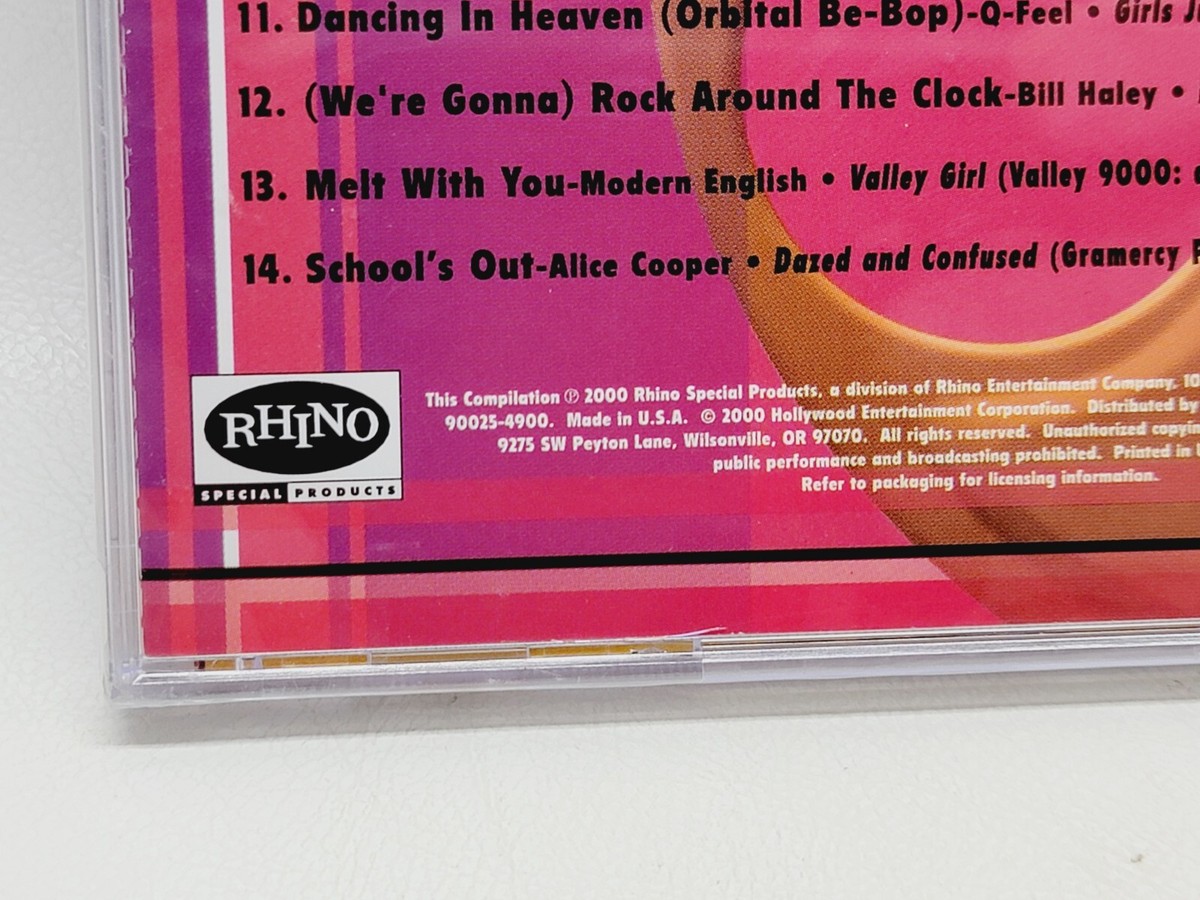 11. Dancing In Heaven (Orbital Be-Bop)-Q-Feel • Girls
12. (We're Gonna) Rock Around The Clock-Bill Haley •
13. Melt With You-Modern English • Valley Girl (Valley 9000:
14. School's Out-Alice Cooper • Dazed and Confused (Gramercy
RHINO
SPECIAL PRODUCTS
This Compilation ℗ 2000 Rhino Special Products, a division of Rhino Entertainment Company, 10
90025-4900. Made in U.S.A. © 2000 Hollywood Entertainment Corporation. Distributed by
9275 SW Peyton Lane, Wilsonville, OR 97070. All rights reserved. Unauthorized copyin
public performance and broadcasting prohibited. Printed in U
Refer to packaging for licensing information.